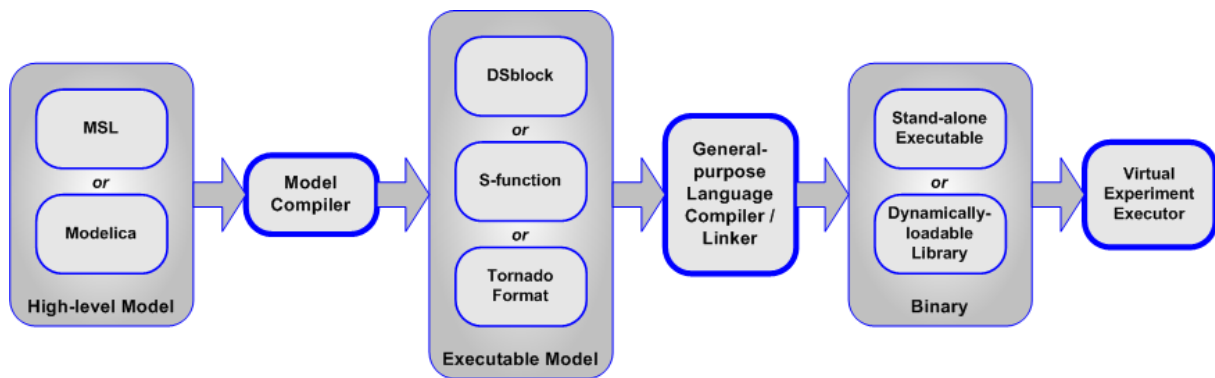 MSL
or
Modelica
High-level Model
Model
Compiler
DSblock
or
S-function
or
Tornado
Format
Executable Model
General-
purpose
Language
Compiler /
Linker
Stand-alone
Executable
or
Dynamically-
loadable
Library
Binary
Virtual
Experiment
Executor